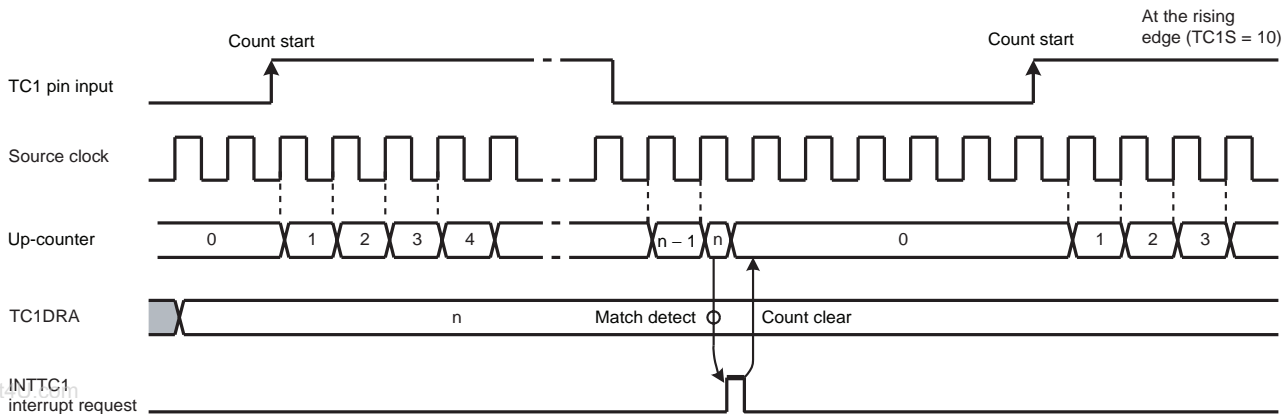 At the rising
edge (TC1S = 10)
Count start
Count start
TC1 pin input
Source clock
Up-counter
0 1 2 3 4 n – 1 n 0 1 2 3
TC1DRA
n
Match detect
Count clear
INTTC1
interrupt request